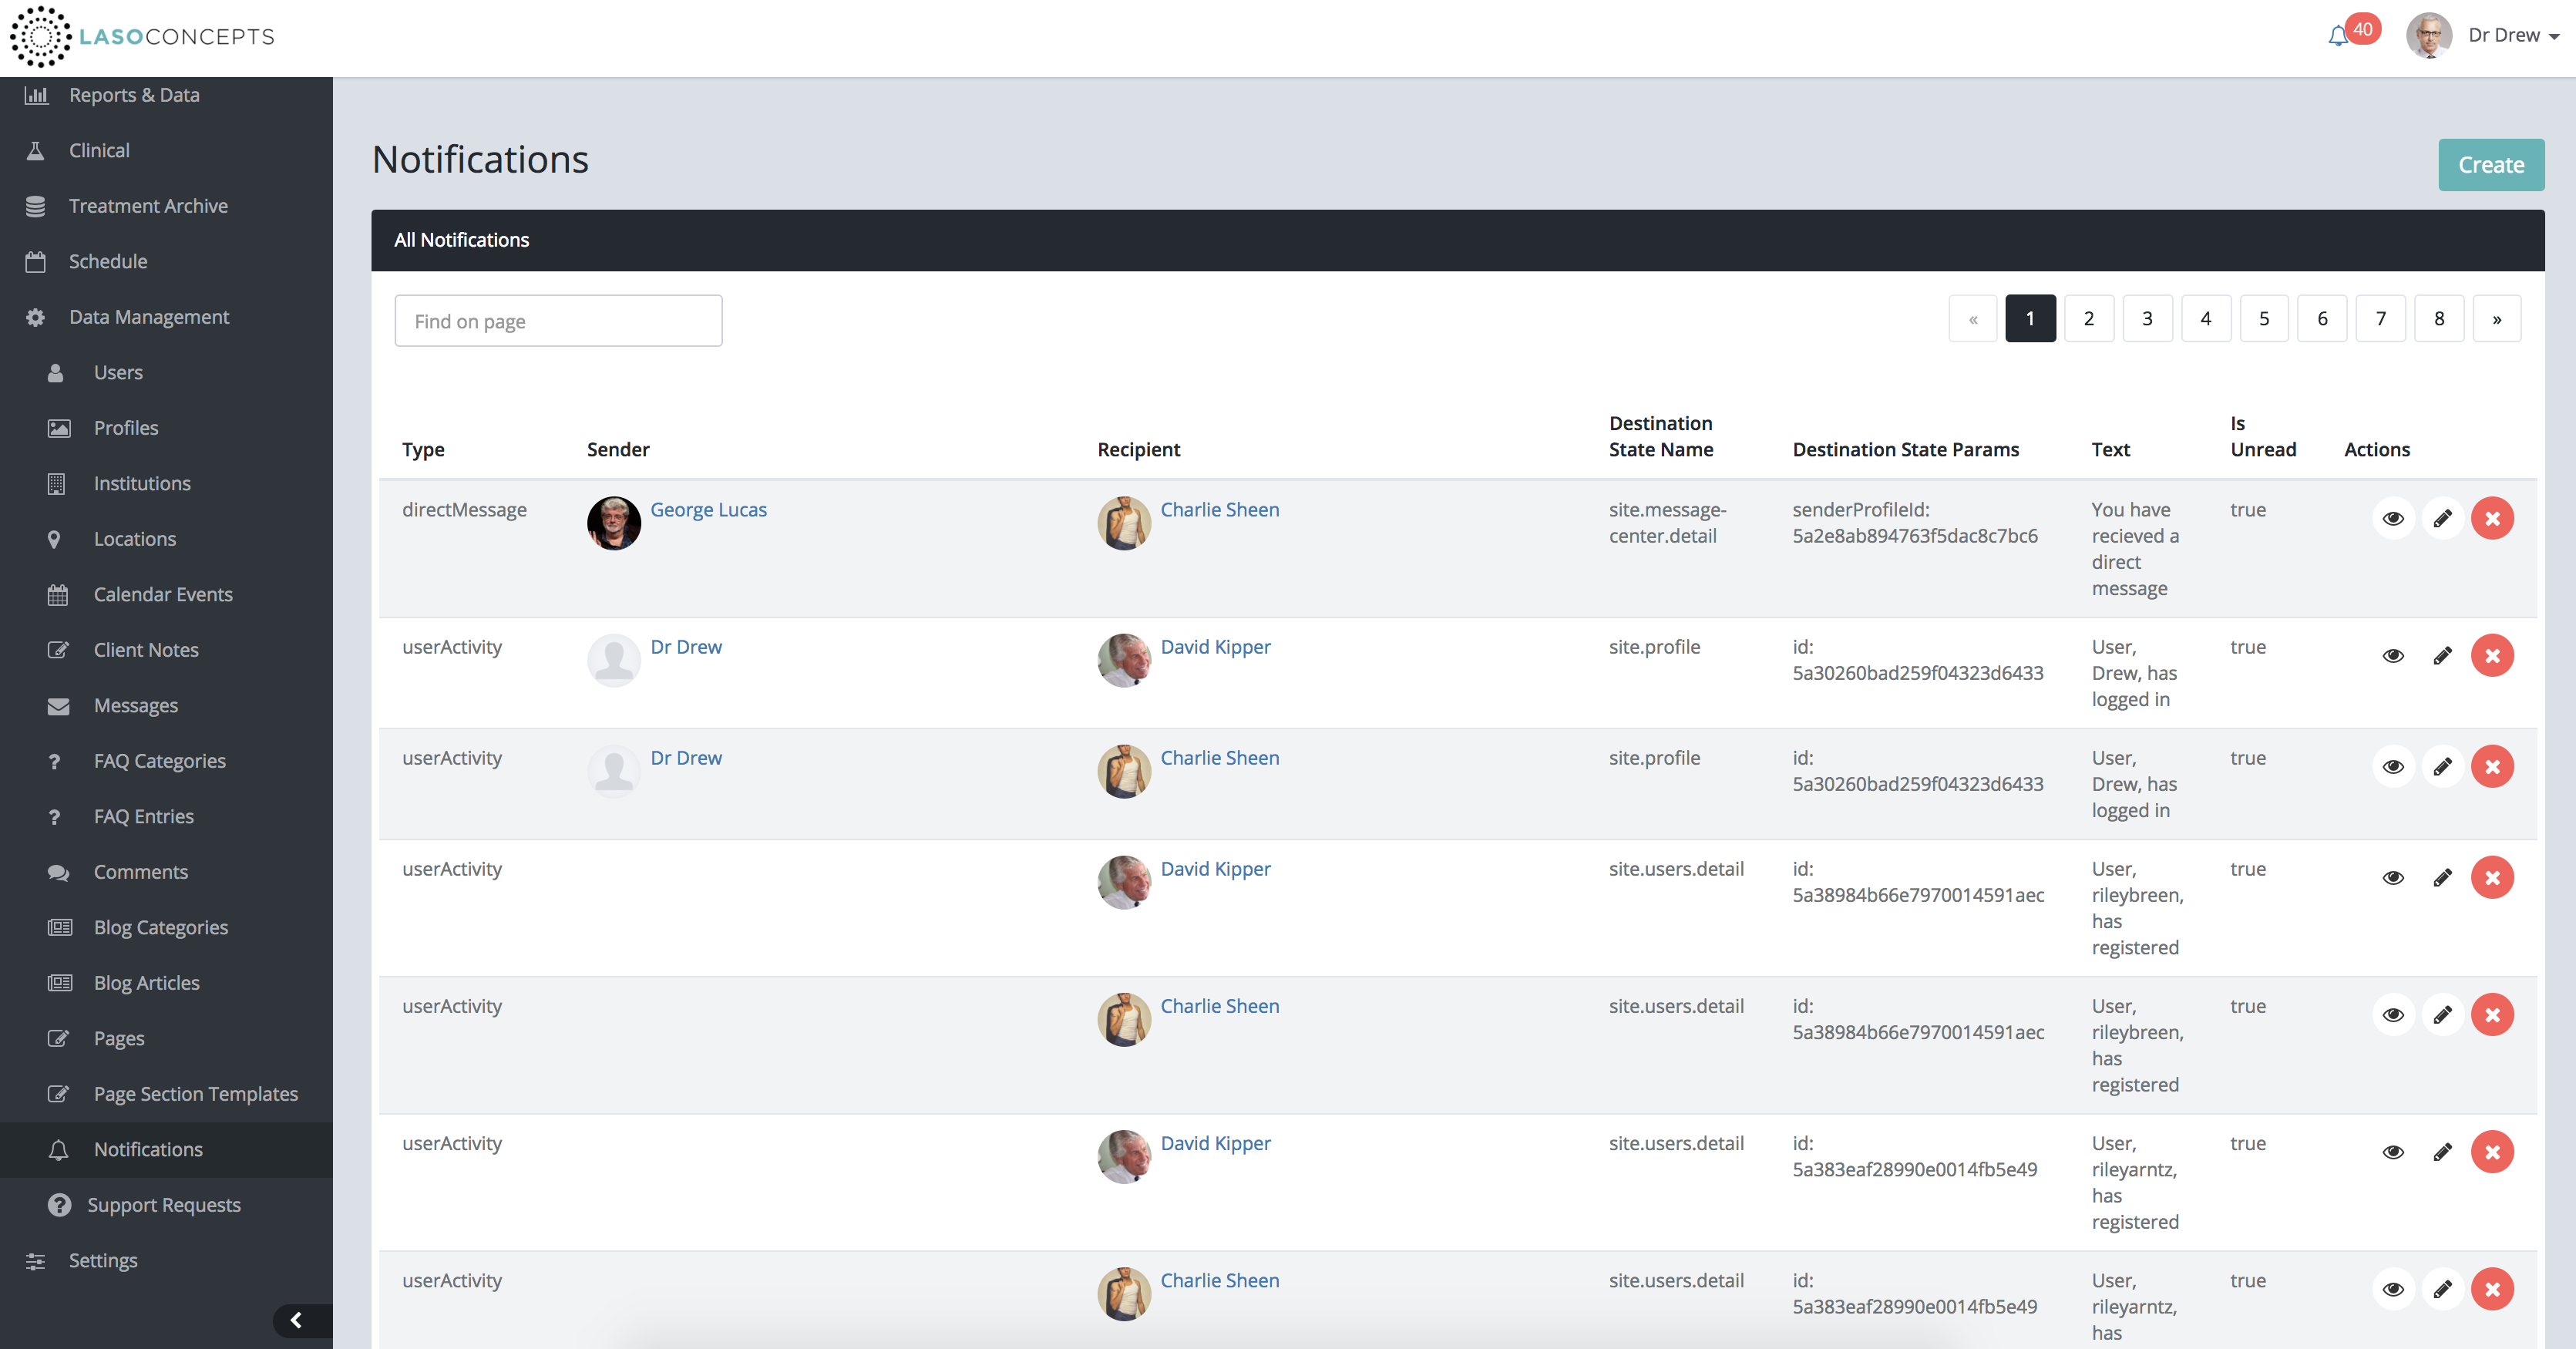 LASOCONCEPTS
40
Dr Drew
Reports & Data
Clinical
Treatment Archive
Schedule
Data Management
Users
Profiles
Institutions
Locations
Calendar Events
Client Notes
Messages
FAQ Categories
FAQ Entries
Comments
Blog Categories
Blog Articles
Pages
Page Section Templates
Notifications
Support Requests
Settings
Notifications
Create
All Notifications
Find on page
« 1 2 3 4 5 6 7 8 »
Destination Is
Type Sender Recipient State Name Destination State Params Text Unread Actions
directMessage George Lucas Charlie Sheen site.message- senderProfileId: You have true
center.detail 5a2e8ab894763f5dac8c7bc6 recieved a
direct
message
userActivity Dr Drew David Kipper site.profile id: User, true
5a30260bad259f04323d6433 Drew, has
logged in
userActivity Dr Drew Charlie Sheen site.profile id: User, true
5a30260bad259f04323d6433 Drew, has
logged in
userActivity David Kipper site.users.detail id: User, true
5a38984b66e7970014591aec rileybreen,
has
registered
userActivity Charlie Sheen site.users.detail id: User, true
5a38984b66e7970014591aec rileybreen,
has
registered
userActivity David Kipper site.users.detail id: User, true
5a383eaf28990e0014fb5e49 rileyarntz,
has
registered
userActivity Charlie Sheen site.users.detail id: User, true
5a383eaf28990e0014fb5e49 rileyarntz,
has